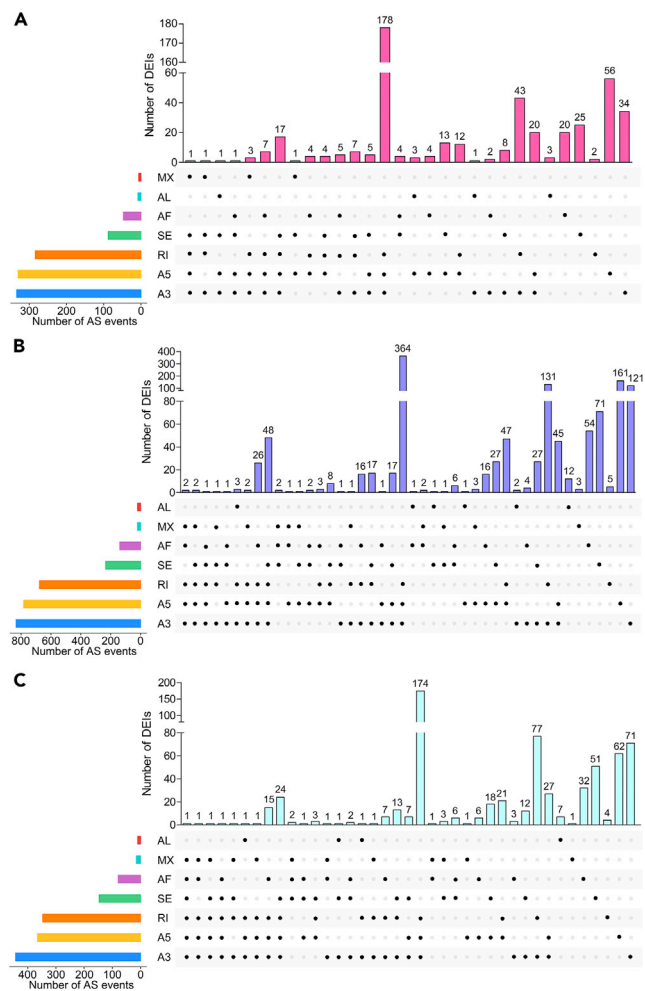 A
Number of DEIs
180
160
60
40
20
0
1 1 1 1 3 7 17 1 4 4 5 7 5 178 4 3 4 13 12 1 2 8 43 20 3 20 25 2 56 34
MX
AL
AF
SE
RI
A5
A3
300 200 100 0
Number of AS events
B
Number of DEIs
400
300
200
100
80
40
20
0
2 2 1 1 1 3 2 26 48 2 1 1 2 3 8 1 1 16 17 1 17 364 1 2 1 1 6 1 3 16 27 47 2 4 27 131 45 12 3 54 71 5 161 121
AL
MX
AF
SE
RI
A5
A3
800 600 400 200 0
Number of AS events
C
Number of DEIs
200
150
100
80
60
40
20
0
1 1 1 1 1 1 1 15 24 2 1 3 1 1 2 1 1 7 13 7 174 1 3 6 1 6 18 21 3 12 77 27 7 1 32 51 4 62 71
AL
MX
AF
SE
RI
A5
A3
400 300 200 100 0
Number of AS events